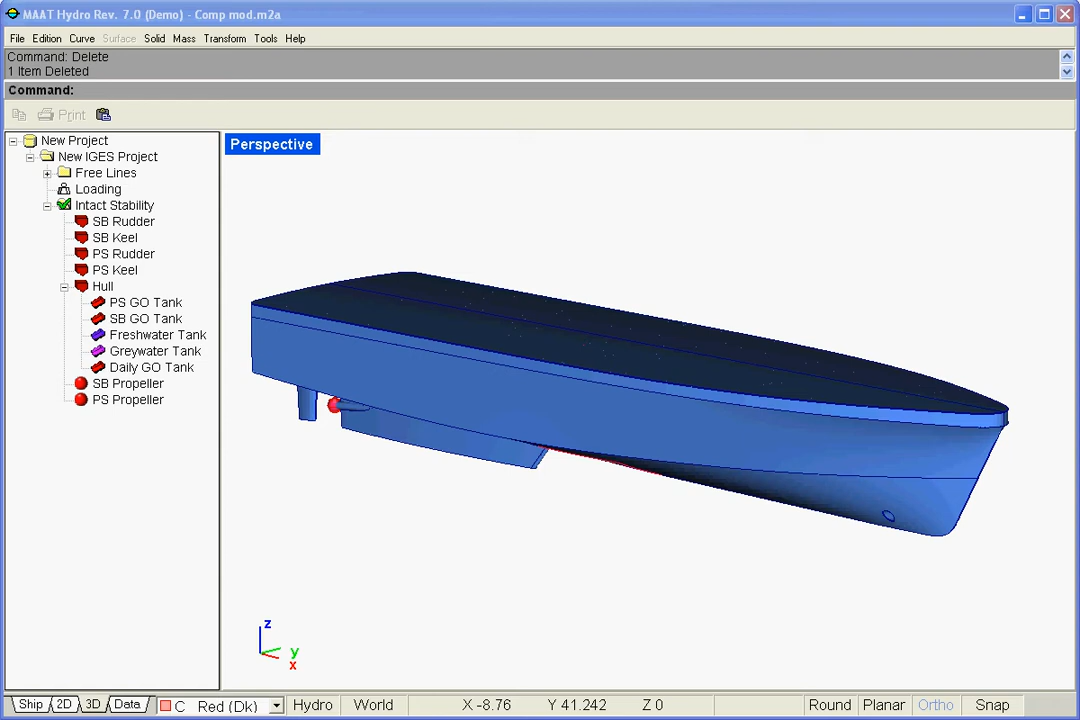 MAAT Hydro Rev. 7.0 (Demo) - Comp mod.m2a
File Edition Curve Surface Solid Mass Transform Tools Help
Command: Delete
1 Item Deleted
Command:
Print
New Project
New IGES Project
Free Lines
Loading
Intact Stability
SB Rudder
SB Keel
PS Rudder
PS Keel
Hull
PS GO Tank
SB GO Tank
Freshwater Tank
Greywater Tank
Daily GO Tank
SB Propeller
PS Propeller
Perspective
z
y
x
Ship 2D 3D Data C Red (Dk) Hydro World X -8.76 Y 41.242 Z 0 Round Planar Ortho Snap